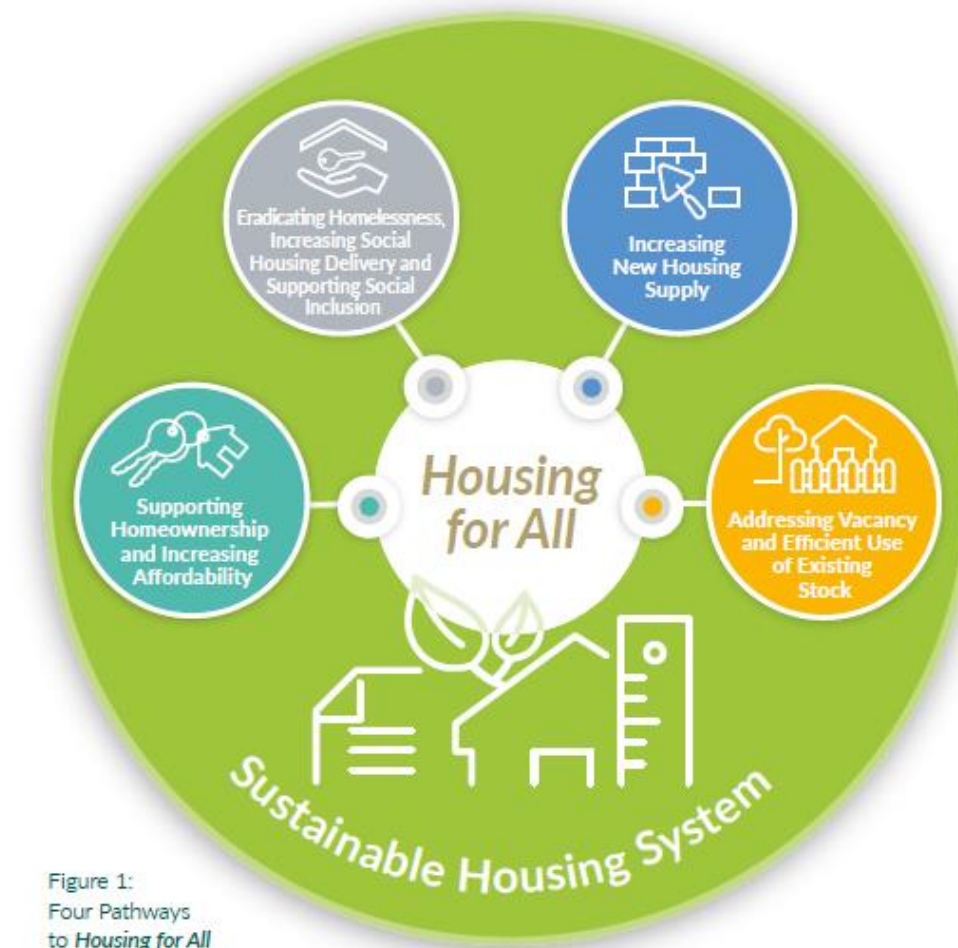 Eradicating Homelessness,
Increasing Social
Housing Delivery and
Supporting Social
Inclusion
Increasing
New Housing
Supply
Supporting
Homeownership
and Increasing
Affordability
Housing
for All
Addressing Vacancy
and Efficient Use
of Existing
Stock
Sustainable Housing System
Figure 1:
Four Pathways
to Housing for All